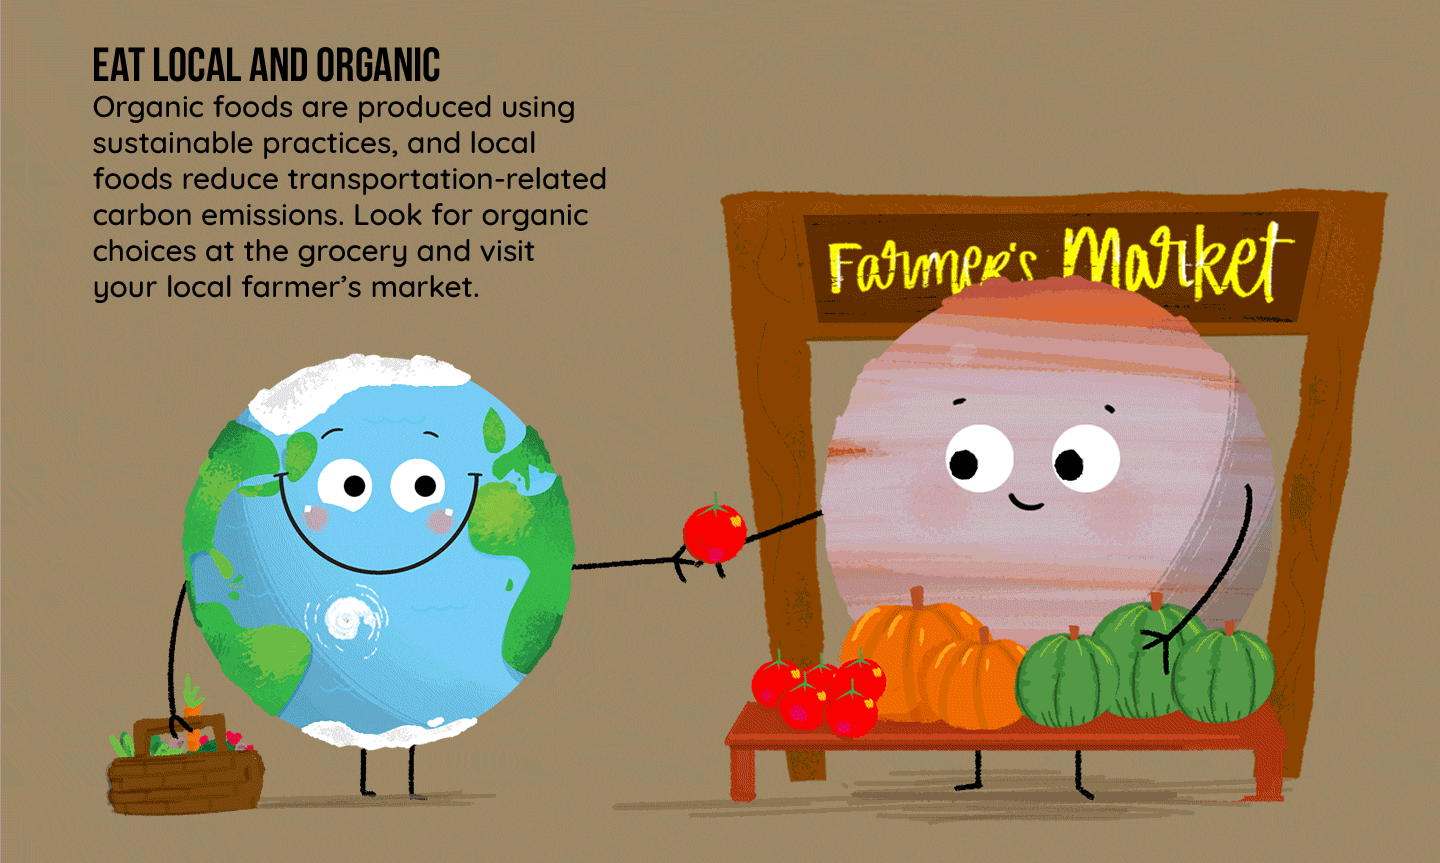 EAT LOCAL AND ORGANIC
Organic foods are produced using
sustainable practices, and local
foods reduce transportation-related
carbon emissions. Look for organic
choices at the grocery and visit
your local farmer’s market.
Farmer's Market